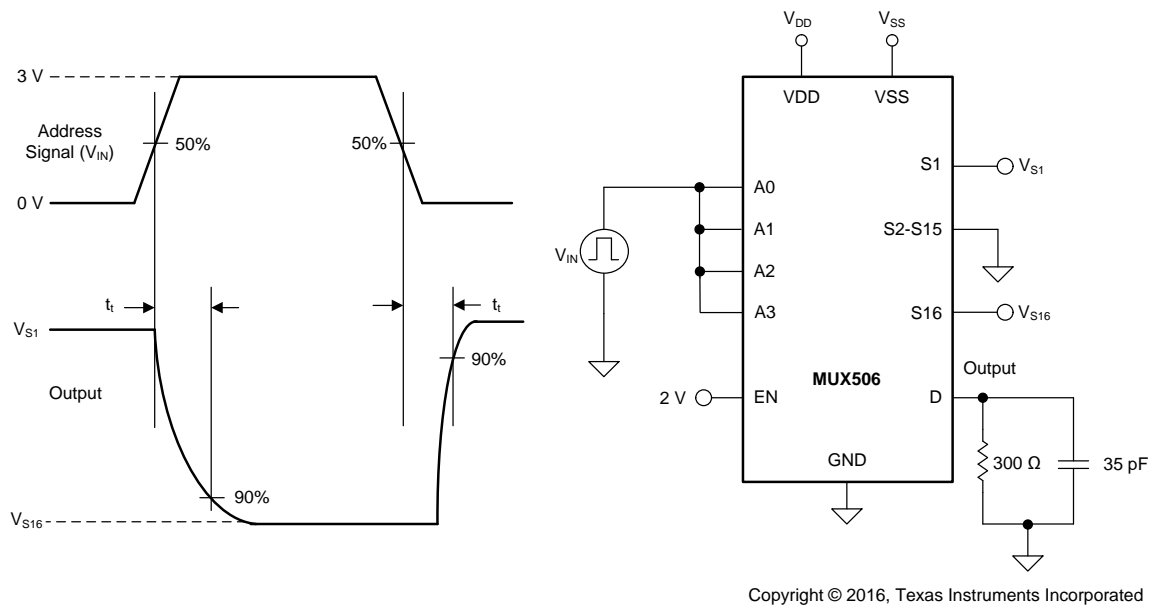 3 V
Address
Signal (VIN)
50%
50%
0 V
tt
tt
VS1
Output
90%
90%
VS16
VDD
VSS
VDD
VSS
S1
VS1
A0
A1
S2-S15
VIN
A2
A3
S16
VS16
MUX506
Output
2 V
EN
D
GND
300 Ω
35 pF
Copyright © 2016, Texas Instruments Incorporated